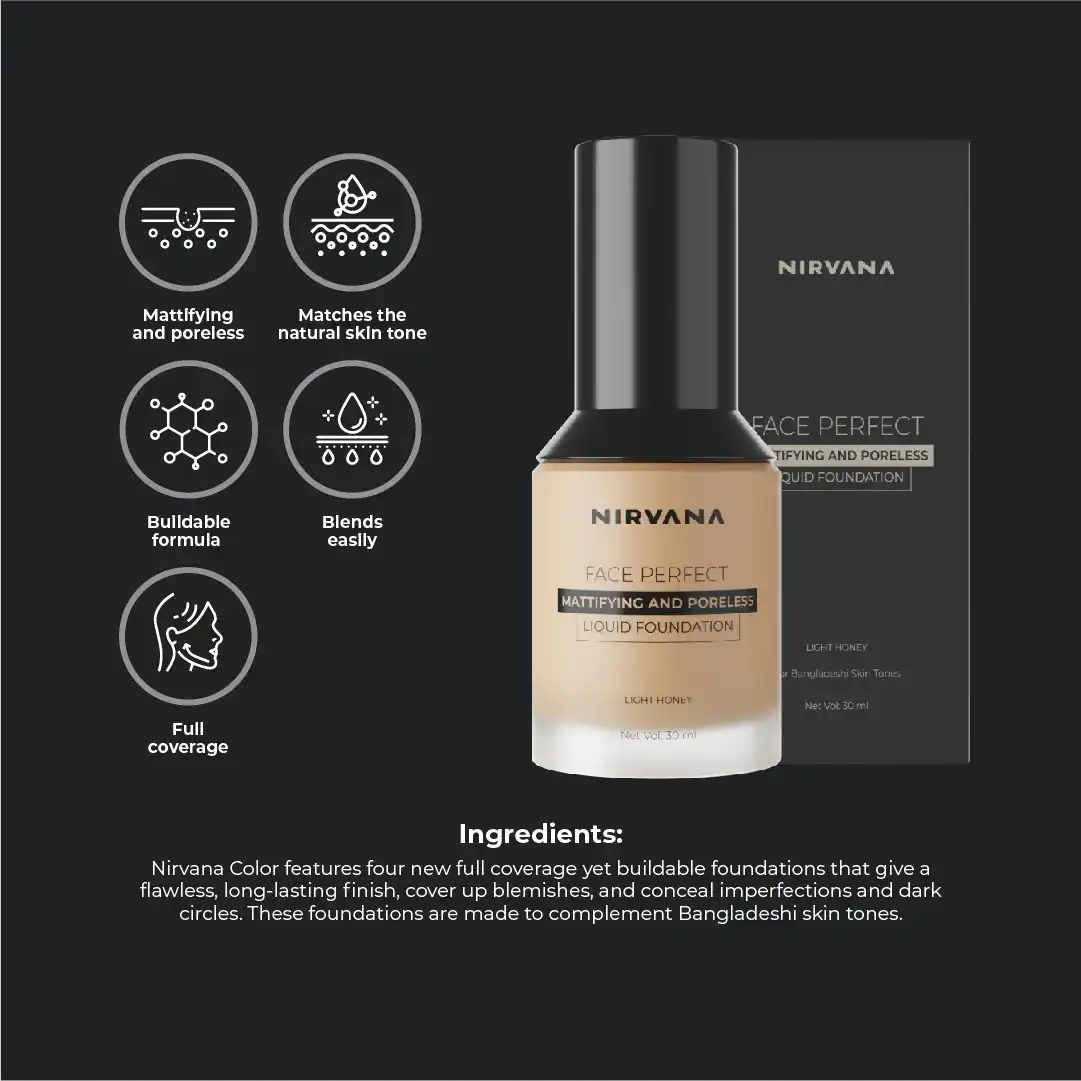 Mattifying
and poreless
Matches the
natural skin tone
Buildable
formula
Blends
easily
Full
coverage
NIRVANA
FACE PERFECT
MATTIFYING AND PORELESS
LIQUID FOUNDATION
LIGHT HONEY
Net Vol: 30 ml
NIRVANA
FACE PERFECT
AND PORELESS
FOUNDATION
LIGHT HONEY
Bangladeshi Skin Tones
Net Vol: 30 ml
Ingredients:
Nirvana Color features four new full coverage yet buildable foundations that give a
flawless, long-lasting finish, cover up blemishes, and conceal imperfections and dark
circles. These foundations are made to complement Bangladeshi skin tones.